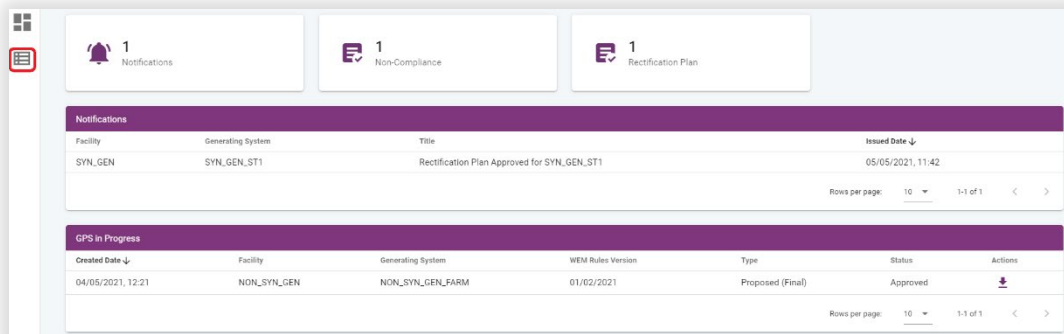 1
Notifications
1
Non-Compliance
1
Rectification Plan
Notifications
Facility Generating System Title Issued Date ↓
SYN_GEN SYN_GEN_ST1 Rectification Plan Approved for SYN_GEN_ST1 05/05/2021, 11:42
Rows per page: 10 1-1 of 1
GPS in Progress
Created Date ↓ Facility Generating System WEM Rules Version Type Status Actions
04/05/2021, 12:21 NON_SYN_GEN NON_SYN_GEN_FARM 01/02/2021 Proposed (Final) Approved
Rows per page: 10 1-1 of 1